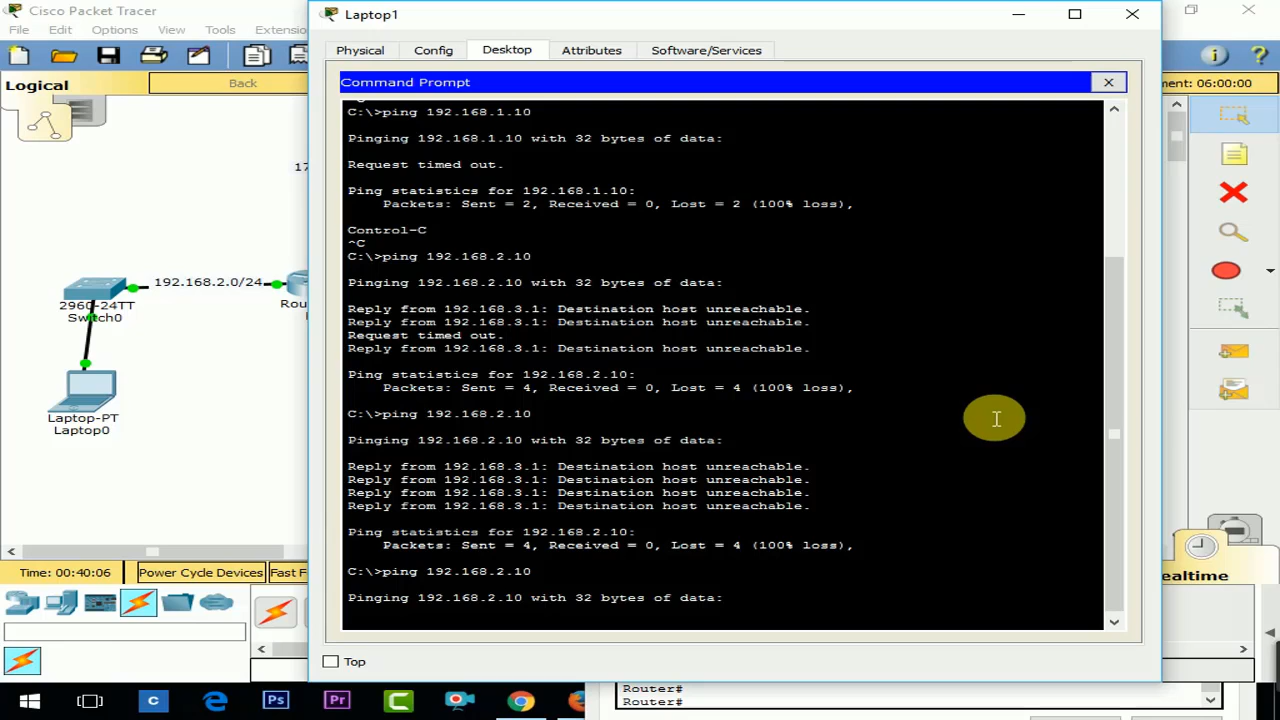 Cisco Packet Tracer
File Edit Options View Tools Extensio
Logical
Back
ment: 06:00:00
17
192.168.2.0/24
2960-24TT
Switch0
Rou
Laptop-PT
Laptop0
Time: 00:40:06
Power Cycle Devices
Fast F
Realtime
Laptop1
Physical Config Desktop Attributes Software/Services
Command Prompt
C:\>ping 192.168.1.10
Pinging 192.168.1.10 with 32 bytes of data:
Request timed out.
Ping statistics for 192.168.1.10:
Packets: Sent = 2, Received = 0, Lost = 2 (100% loss),
Control-C
^C
C:\>ping 192.168.2.10
Pinging 192.168.2.10 with 32 bytes of data:
Reply from 192.168.3.1: Destination host unreachable.
Reply from 192.168.3.1: Destination host unreachable.
Request timed out.
Reply from 192.168.3.1: Destination host unreachable.
Ping statistics for 192.168.2.10:
Packets: Sent = 4, Received = 0, Lost = 4 (100% loss),
C:\>ping 192.168.2.10
Pinging 192.168.2.10 with 32 bytes of data:
Reply from 192.168.3.1: Destination host unreachable.
Reply from 192.168.3.1: Destination host unreachable.
Reply from 192.168.3.1: Destination host unreachable.
Reply from 192.168.3.1: Destination host unreachable.
Ping statistics for 192.168.2.10:
Packets: Sent = 4, Received = 0, Lost = 4 (100% loss),
C:\>ping 192.168.2.10
Pinging 192.168.2.10 with 32 bytes of data:
Top
Router#
Router#